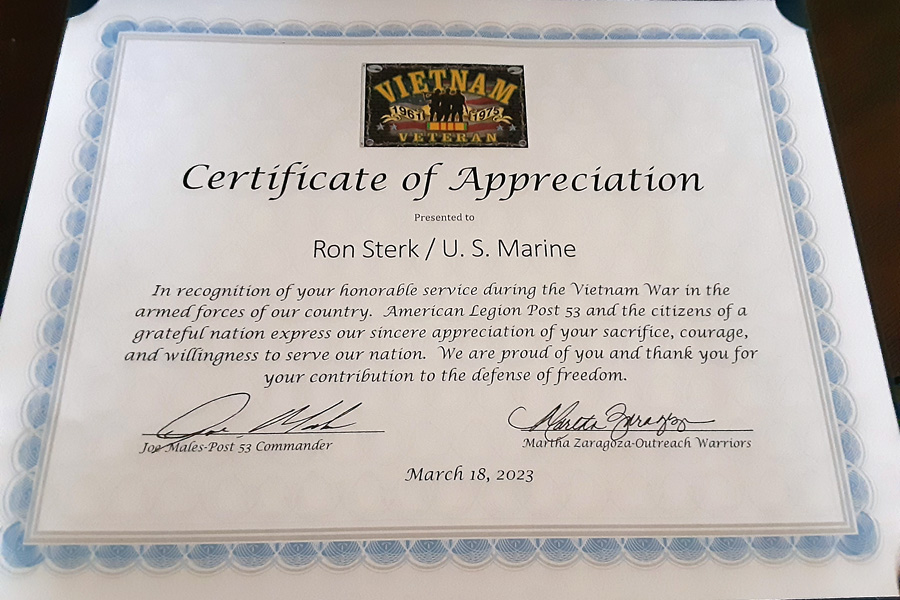 VIETNAM
1961 1975
VETERAN
Certificate of Appreciation
Presented to
Ron Sterk / U. S. Marine
In recognition of your honorable service during the Vietnam War in the
armed forces of our country. American Legion Post 53 and the citizens of a
grateful nation express our sincere appreciation of your sacrifice, courage,
and willingness to serve our nation. We are proud of you and thank you for
your contribution to the defense of freedom.
Joe Males Martha Zaragoza
Joe Males-Post 53 Commander Martha Zaragoza-Outreach Warriors
March 18, 2023